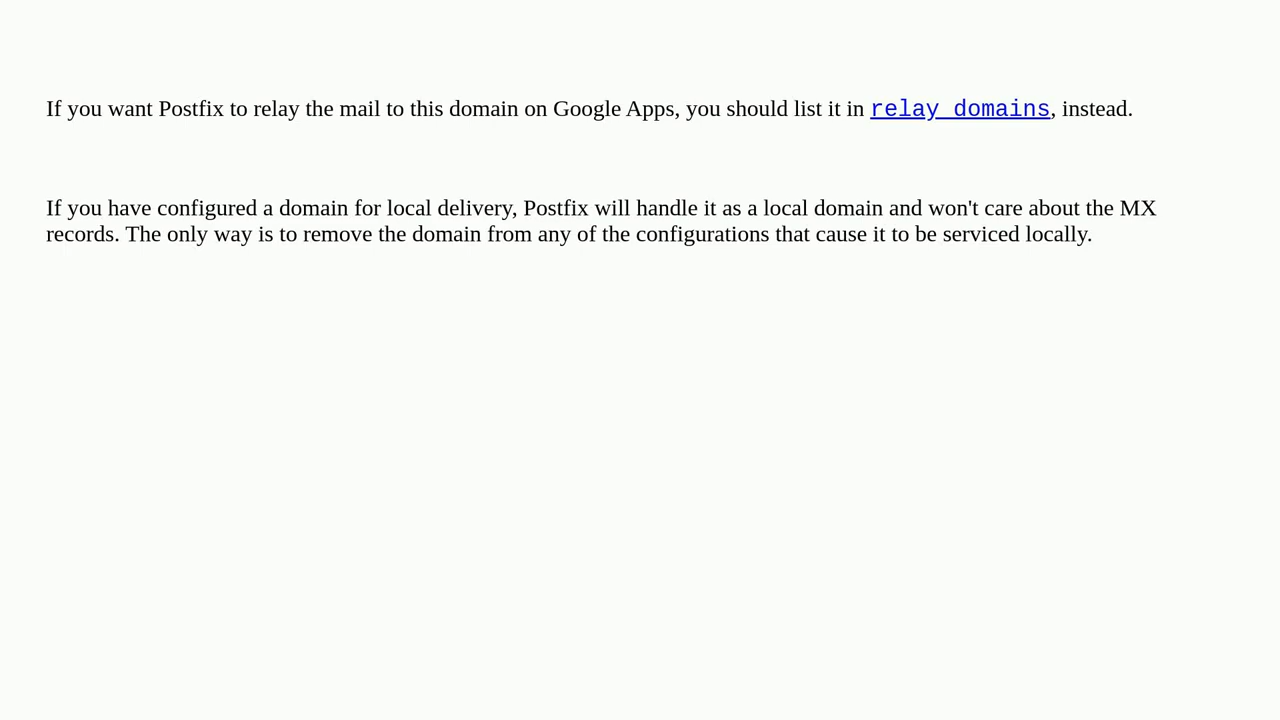 If you want Postfix to relay the mail to this domain on Google Apps, you should list it in relay_domains, instead.
If you have configured a domain for local delivery, Postfix will handle it as a local domain and won't care about the MX
records. The only way is to remove the domain from any of the configurations that cause it to be serviced locally.